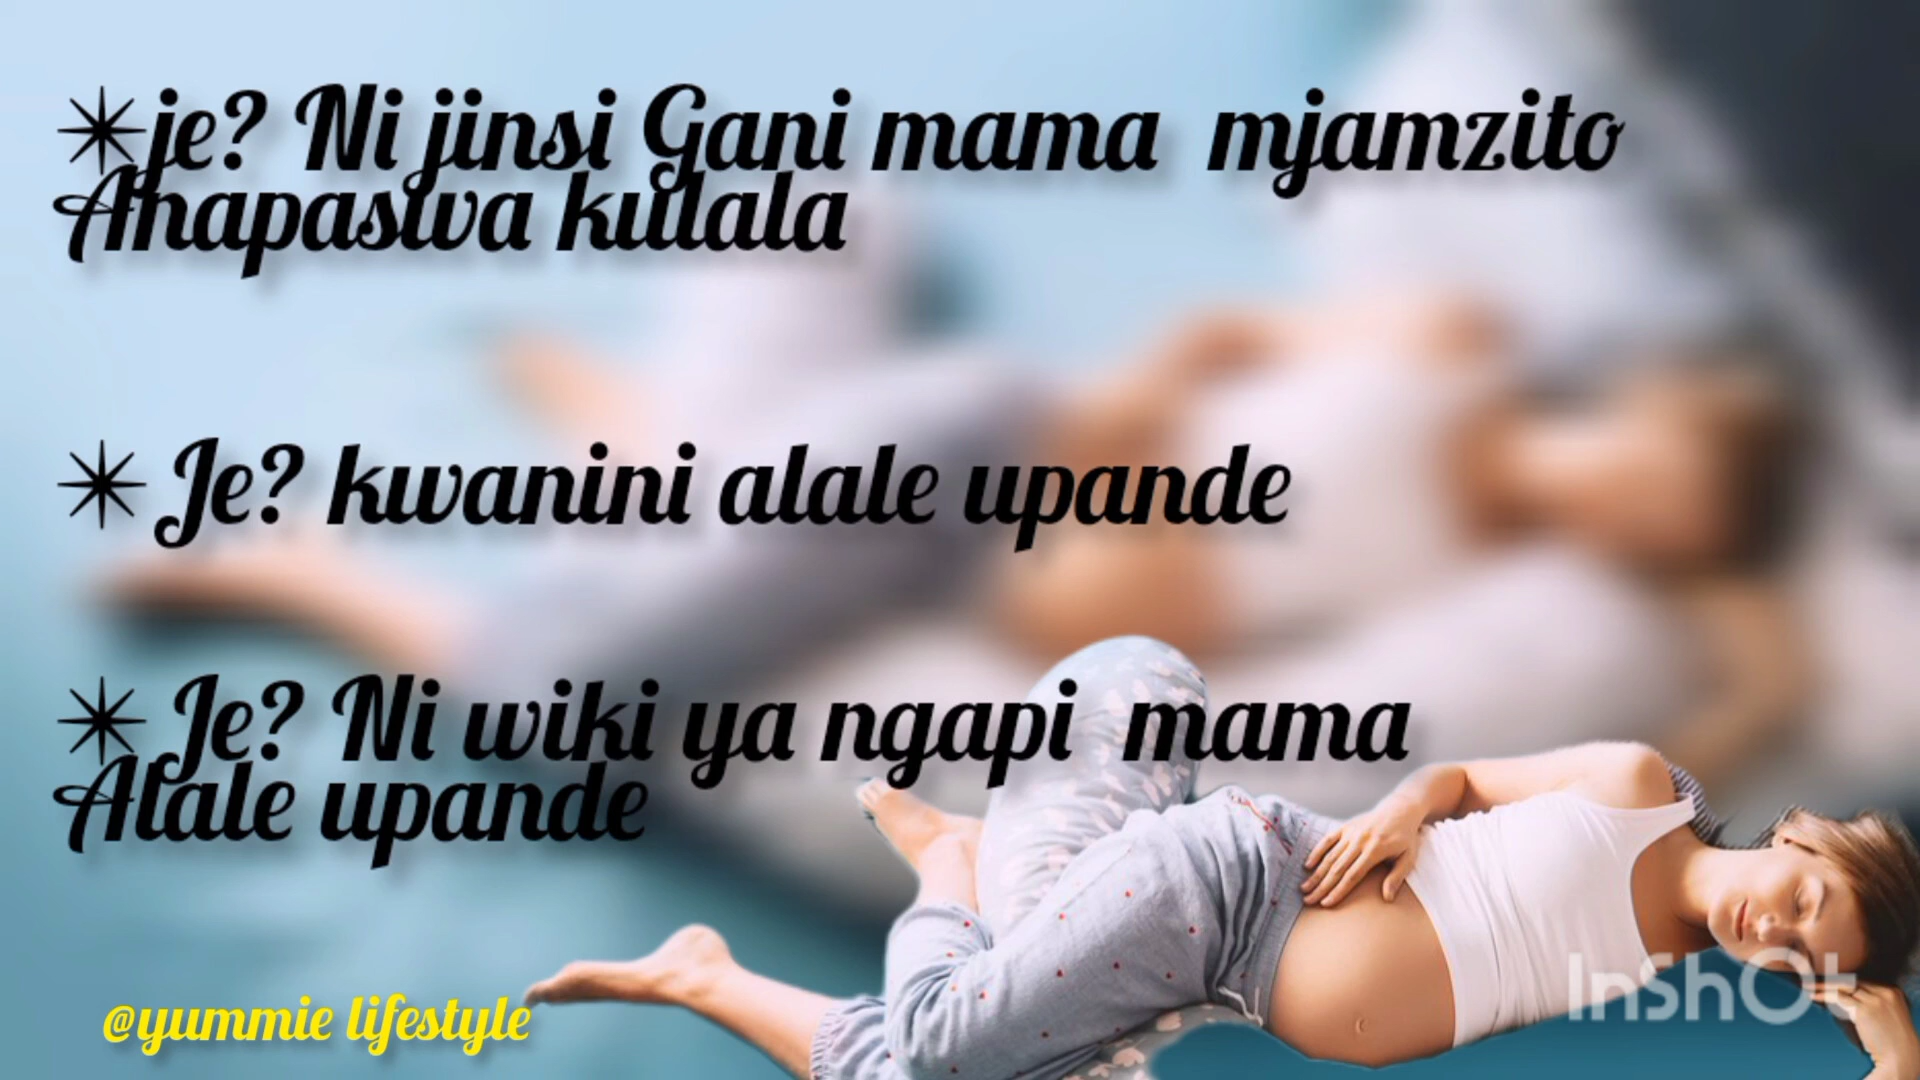 ✴je? Ni jinsi Gani mama mjamzito
Anapaswa kulala
✴ Je? kwanini alale upande
✴ Je? Ni wiki ya ngapi mama
Alale upande
@yummie lifestyle
InShOt